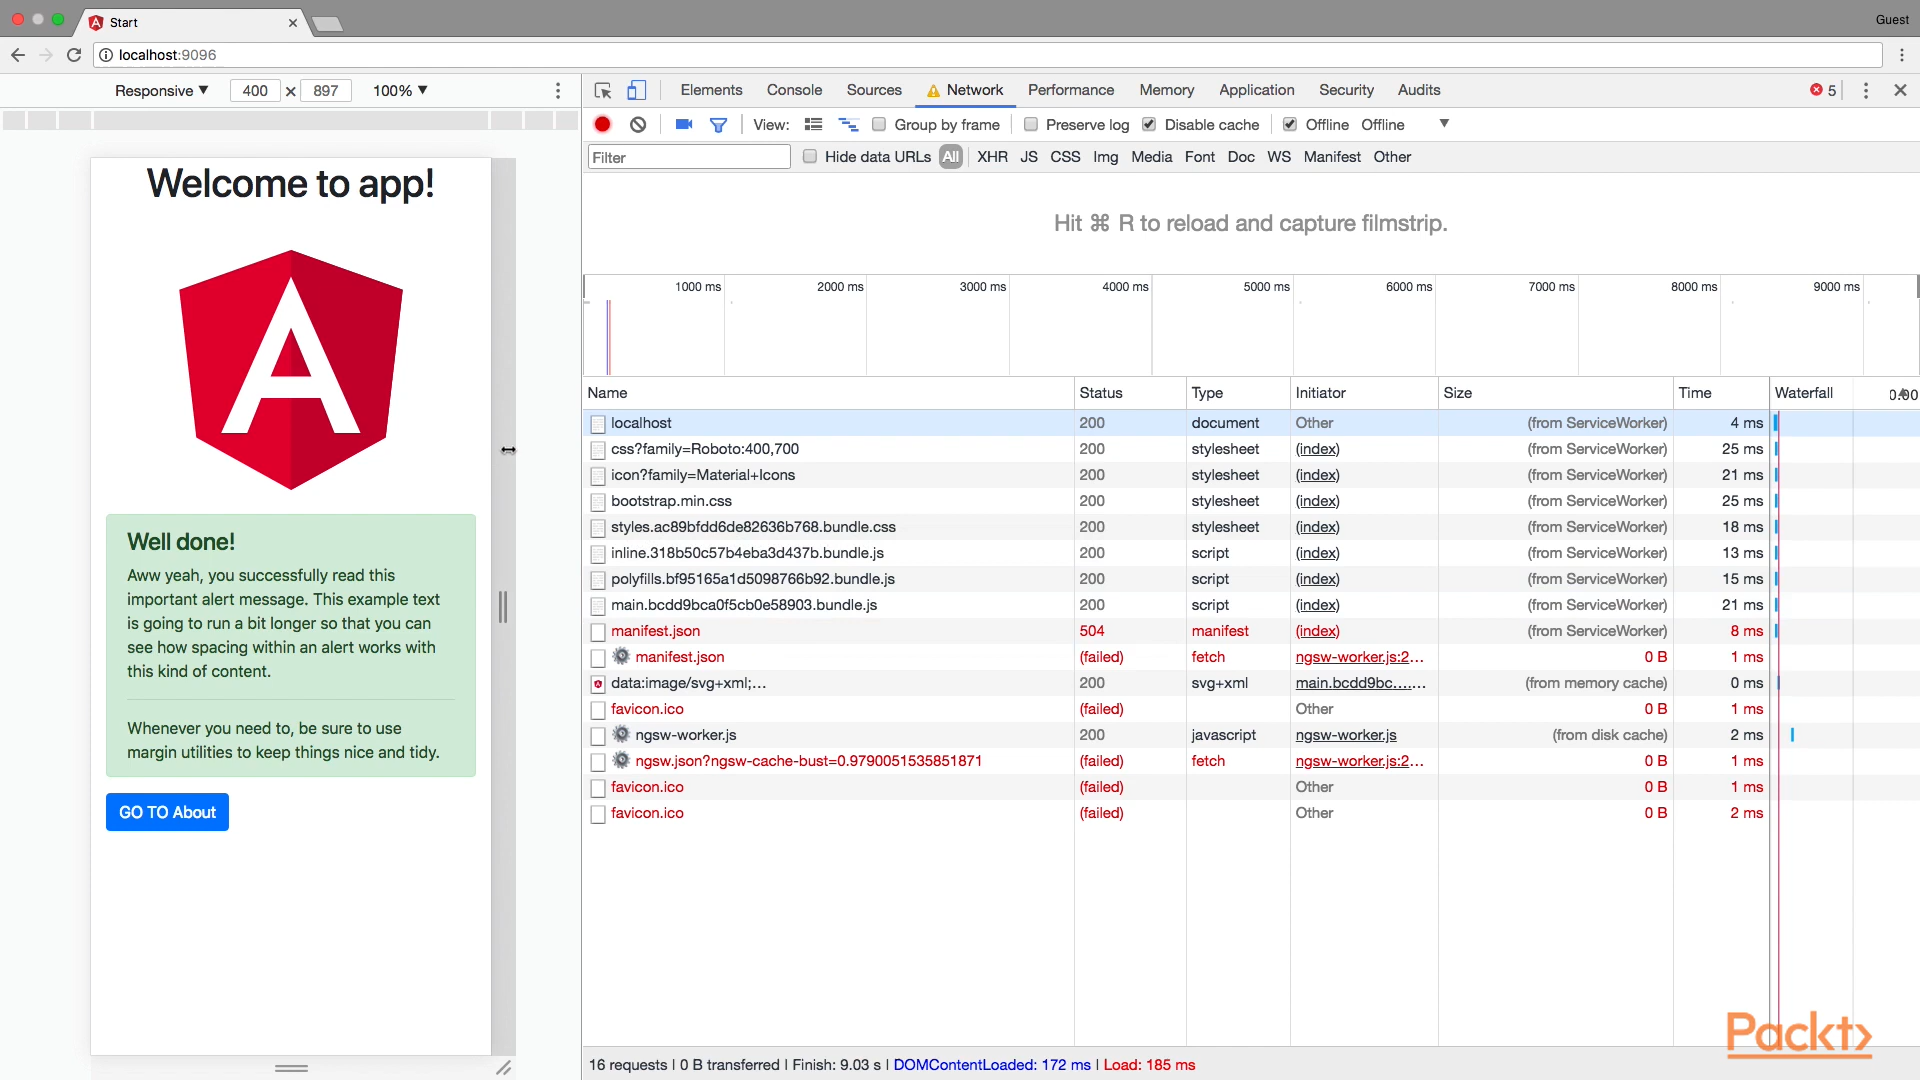 Start
Guest
localhost:9096
Responsive ▼ 400 × 897 100% ▼
Elements Console Sources Network Performance Memory Application Security Audits 5
View: Group by frame Preserve log Disable cache Offline Offline ▼
Filter Hide data URLs All XHR JS CSS Img Media Font Doc WS Manifest Other
Hit ⌘ R to reload and capture filmstrip.
1000 ms 2000 ms 3000 ms 4000 ms 5000 ms 6000 ms 7000 ms 8000 ms 9000 ms
Name Status Type Initiator Size Time Waterfall
localhost 200 document Other (from ServiceWorker) 4 ms
css?family=Roboto:400,700 200 stylesheet (index) (from ServiceWorker) 25 ms
icon?family=Material+Icons 200 stylesheet (index) (from ServiceWorker) 21 ms
bootstrap.min.css 200 stylesheet (index) (from ServiceWorker) 25 ms
styles.ac89bfdd6de82636b768.bundle.css 200 stylesheet (index) (from ServiceWorker) 18 ms
inline.318b50c57b4eba3d437b.bundle.js 200 script (index) (from ServiceWorker) 13 ms
polyfills.bf95165a1d5098766b92.bundle.js 200 script (index) (from ServiceWorker) 15 ms
main.bcdd9bca0f5cb0e58903.bundle.js 200 script (index) (from ServiceWorker) 21 ms
manifest.json 504 manifest (index) (from ServiceWorker) 8 ms
manifest.json (failed) fetch ngsw-worker.js:2… 0 B 1 ms
data:image/svg+xml;… 200 svg+xml main.bcdd9bc….… (from memory cache) 0 ms
favicon.ico (failed) Other 0 B 1 ms
ngsw-worker.js 200 javascript ngsw-worker.js (from disk cache) 2 ms
ngsw.json?ngsw-cache-bust=0.9790051535851871 (failed) fetch ngsw-worker.js:2… 0 B 1 ms
favicon.ico (failed) Other 0 B 1 ms
favicon.ico (failed) Other 0 B 2 ms
16 requests | 0 B transferred | Finish: 9.03 s | DOMContentLoaded: 172 ms | Load: 185 ms
Welcome to app!
A
Well done!
Aww yeah, you successfully read this
important alert message. This example text
is going to run a bit longer so that you can
see how spacing within an alert works with
this kind of content.
Whenever you need to, be sure to use
margin utilities to keep things nice and tidy.
GO TO About
Packt>